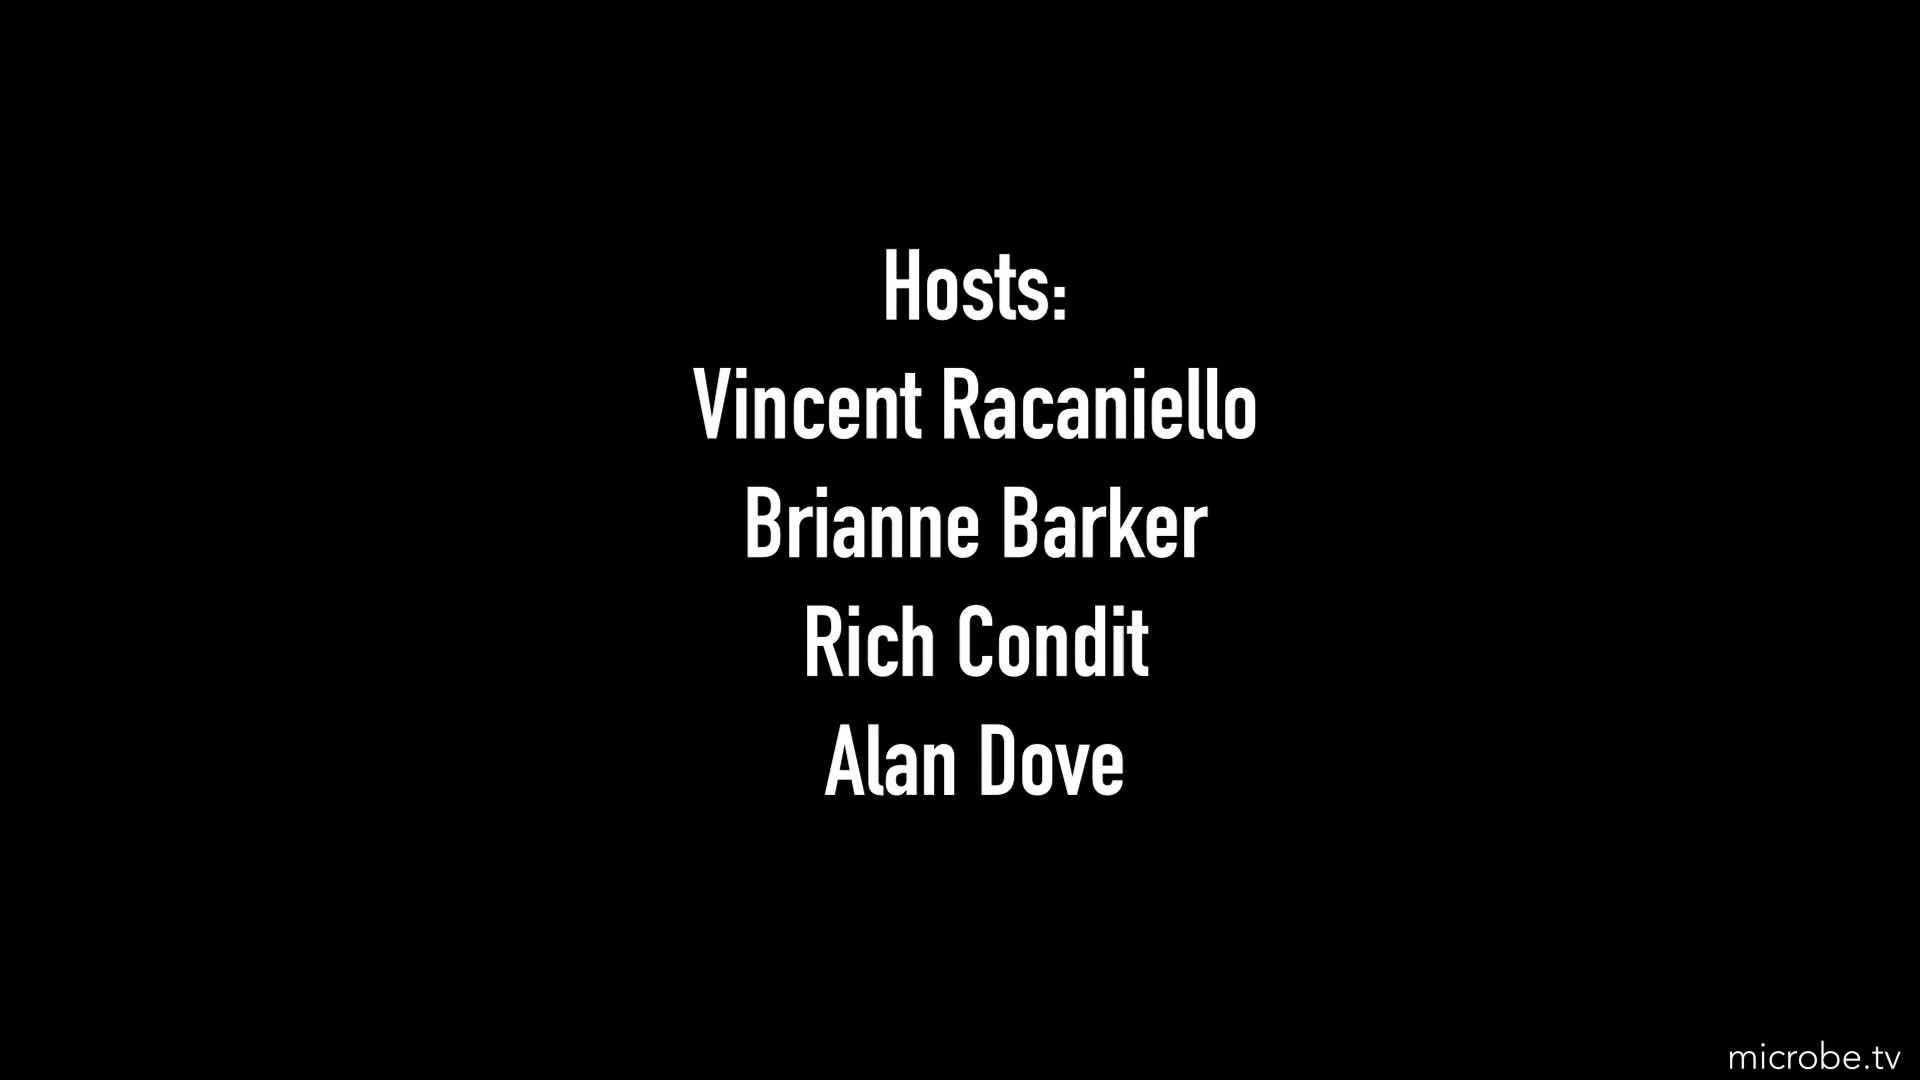 Hosts:
Vincent Racaniello
Brianne Barker
Rich Condit
Alan Dove
microbe.tv